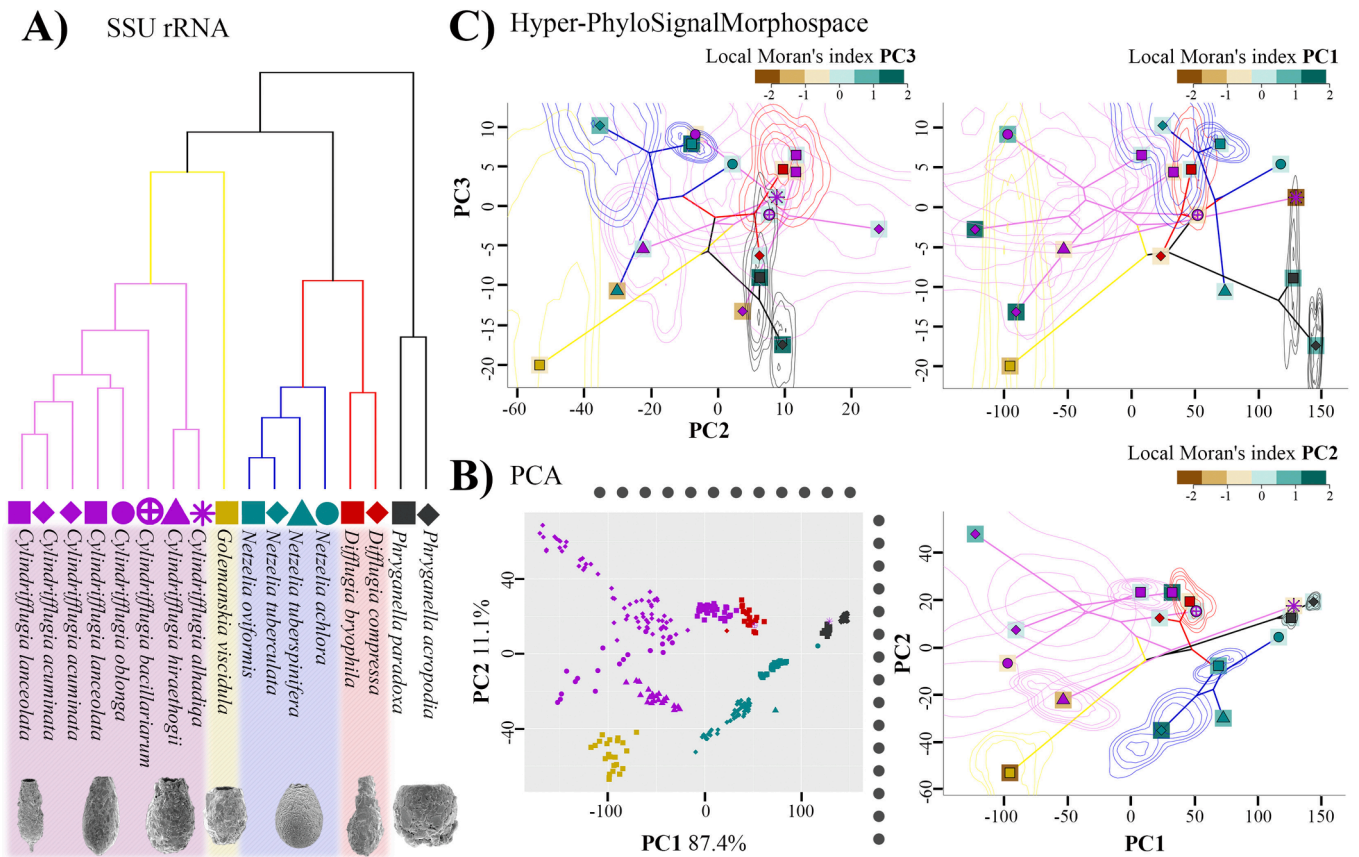 A) SSU rRNA
Cylindrifflugia lanceolata
Cylindrifflugia acuminata
Cylindrifflugia acuminata
Cylindrifflugia lanceolata
Cylindrifflugia oblonga
Cylindrifflugia bacillariarum
Cylindrifflugia hiraethogii
Cylindrifflugia alhadiqa
Golemanskia viscidula
Netzelia oviformis
Netzelia tuberculata
Netzelia tuberspinifera
Netzelia achlora
Difflugia bryophila
Difflugia compressa
Phryganella paradoxa
Phryganella acropodia
C) Hyper-PhyloSignalMorphospace
Local Moran's index PC3
-2 -1 0 1 2
PC3
10
5
0
-5
-10
-15
-20
-60 -40 -20 0 10 20
PC2
Local Moran's index PC1
-2 -1 0 1 2
10
5
0
-5
-10
-15
-20
-100 -50 0 50 100 150
B) PCA
PC2 11.1%
40
0
-40
-100 0 100
PC1 87.4%
Local Moran's index PC2
-2 -1 0 1 2
PC2
40
20
0
-20
-40
-60
-100 -50 0 50 100 150
PC1